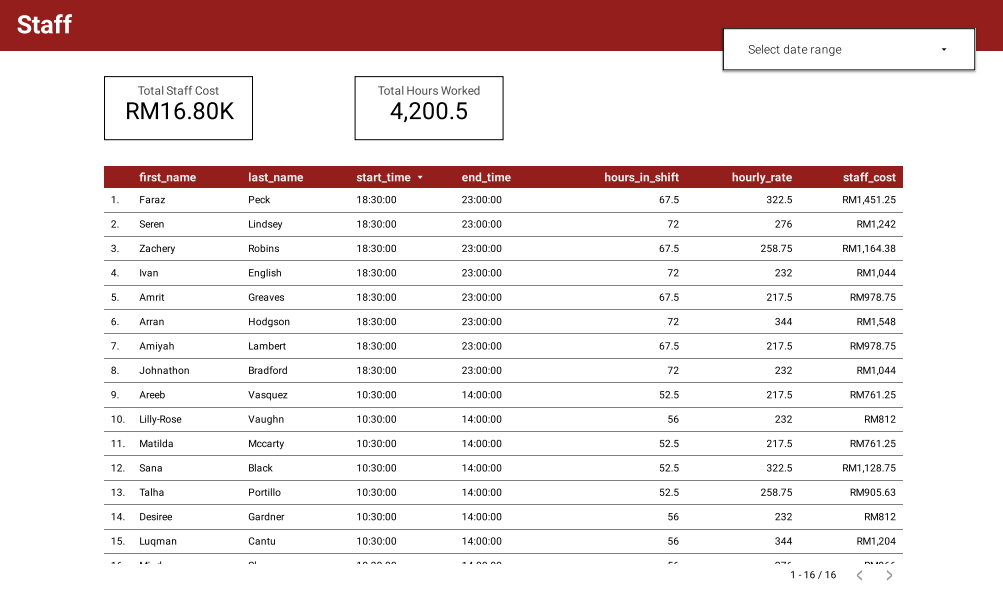 Staff
Select date range
Total Staff Cost
RM16.80K
Total Hours Worked
4,200.5
first_name last_name start_time end_time hours_in_shift hourly_rate staff_cost
1. Faraz Peck 18:30:00 23:00:00 67.5 322.5 RM1,451.25
2. Seren Lindsey 18:30:00 23:00:00 72 276 RM1,242
3. Zachery Robins 18:30:00 23:00:00 67.5 258.75 RM1,164.38
4. Ivan English 18:30:00 23:00:00 72 232 RM1,044
5. Amrit Greaves 18:30:00 23:00:00 67.5 217.5 RM978.75
6. Arran Hodgson 18:30:00 23:00:00 72 344 RM1,548
7. Amiyah Lambert 18:30:00 23:00:00 67.5 217.5 RM978.75
8. Johnathon Bradford 18:30:00 23:00:00 72 232 RM1,044
9. Areeb Vasquez 10:30:00 14:00:00 52.5 217.5 RM761.25
10. Lilly-Rose Vaughn 10:30:00 14:00:00 56 232 RM812
11. Matilda Mccarty 10:30:00 14:00:00 52.5 217.5 RM761.25
12. Sana Black 10:30:00 14:00:00 52.5 322.5 RM1,128.75
13. Talha Portillo 10:30:00 14:00:00 52.5 258.75 RM905.63
14. Desiree Gardner 10:30:00 14:00:00 56 232 RM812
15. Luqman Cantu 10:30:00 14:00:00 56 344 RM1,204
1 - 16 / 16